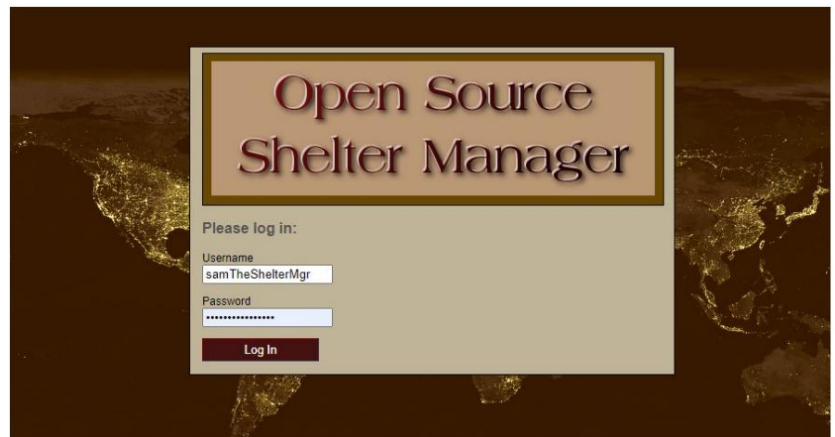 Open Source
Shelter Manager
Please log in:
Username
samTheShelterMgr
Password
••••••••••••••••
Log In